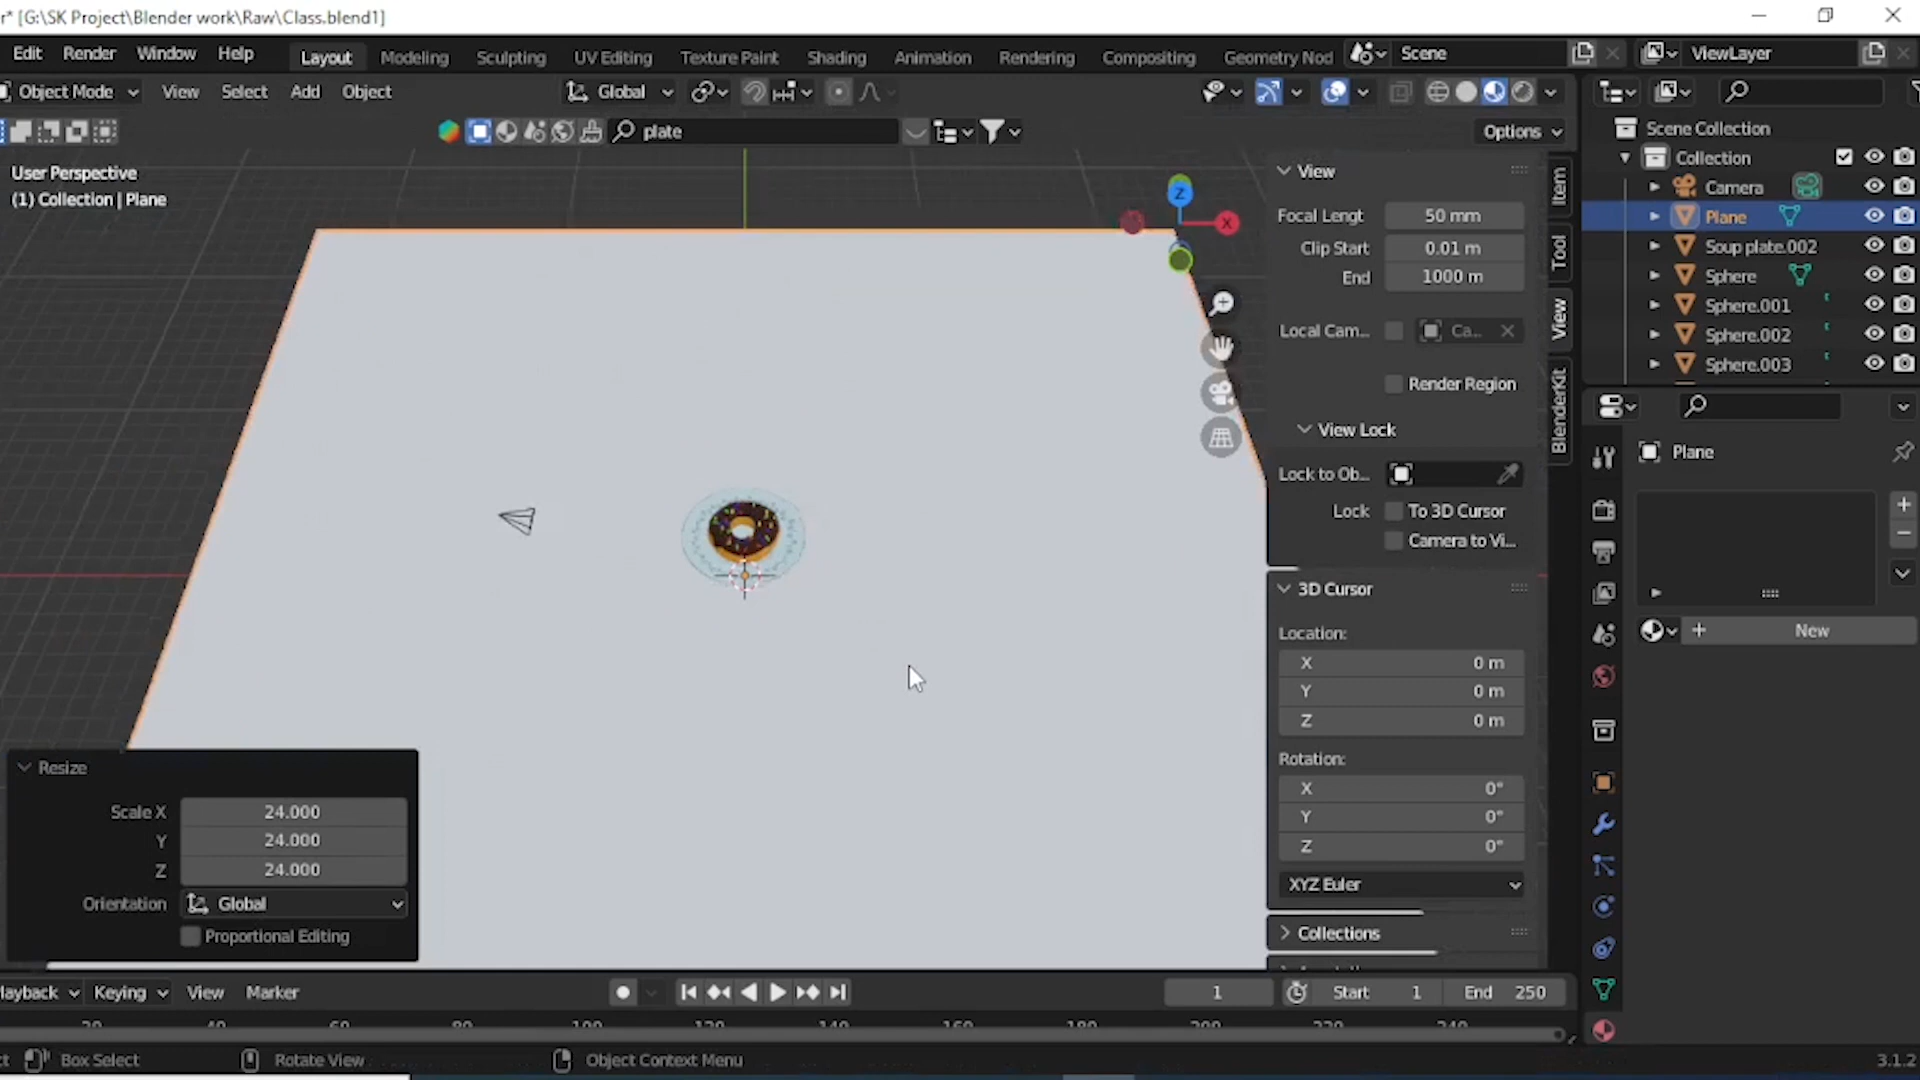 r* [G:\SK Project\Blender work\Raw\Class.blend1]
Edit Render Window Help Layout Modeling Sculpting UV Editing Texture Paint Shading Animation Rendering Compositing Geometry Nod Scene ViewLayer
Object Mode View Select Add Object Global
plate Options
User Perspective
(1) Collection | Plane
View
Focal Lengt 50 mm
Clip Start 0.01 m
End 1000 m
Local Cam... Ca...
Render Region
View Lock
Lock to Ob...
Lock To 3D Cursor
Camera to Vi...
3D Cursor
Location:
X 0 m
Y 0 m
Z 0 m
Rotation:
X 0°
Y 0°
Z 0°
XYZ Euler
Collections
Item
Tool
View
BlenderKit
Z
X
Scene Collection
Collection
Camera
Plane
Soup plate.002
Sphere
Sphere.001
Sphere.002
Sphere.003
Plane
New
Resize
Scale X 24.000
Y 24.000
Z 24.000
Orientation Global
Proportional Editing
layback Keying View Marker 1 Start 1 End 250
t Box Select Rotate View Object Context Menu 3.1.2